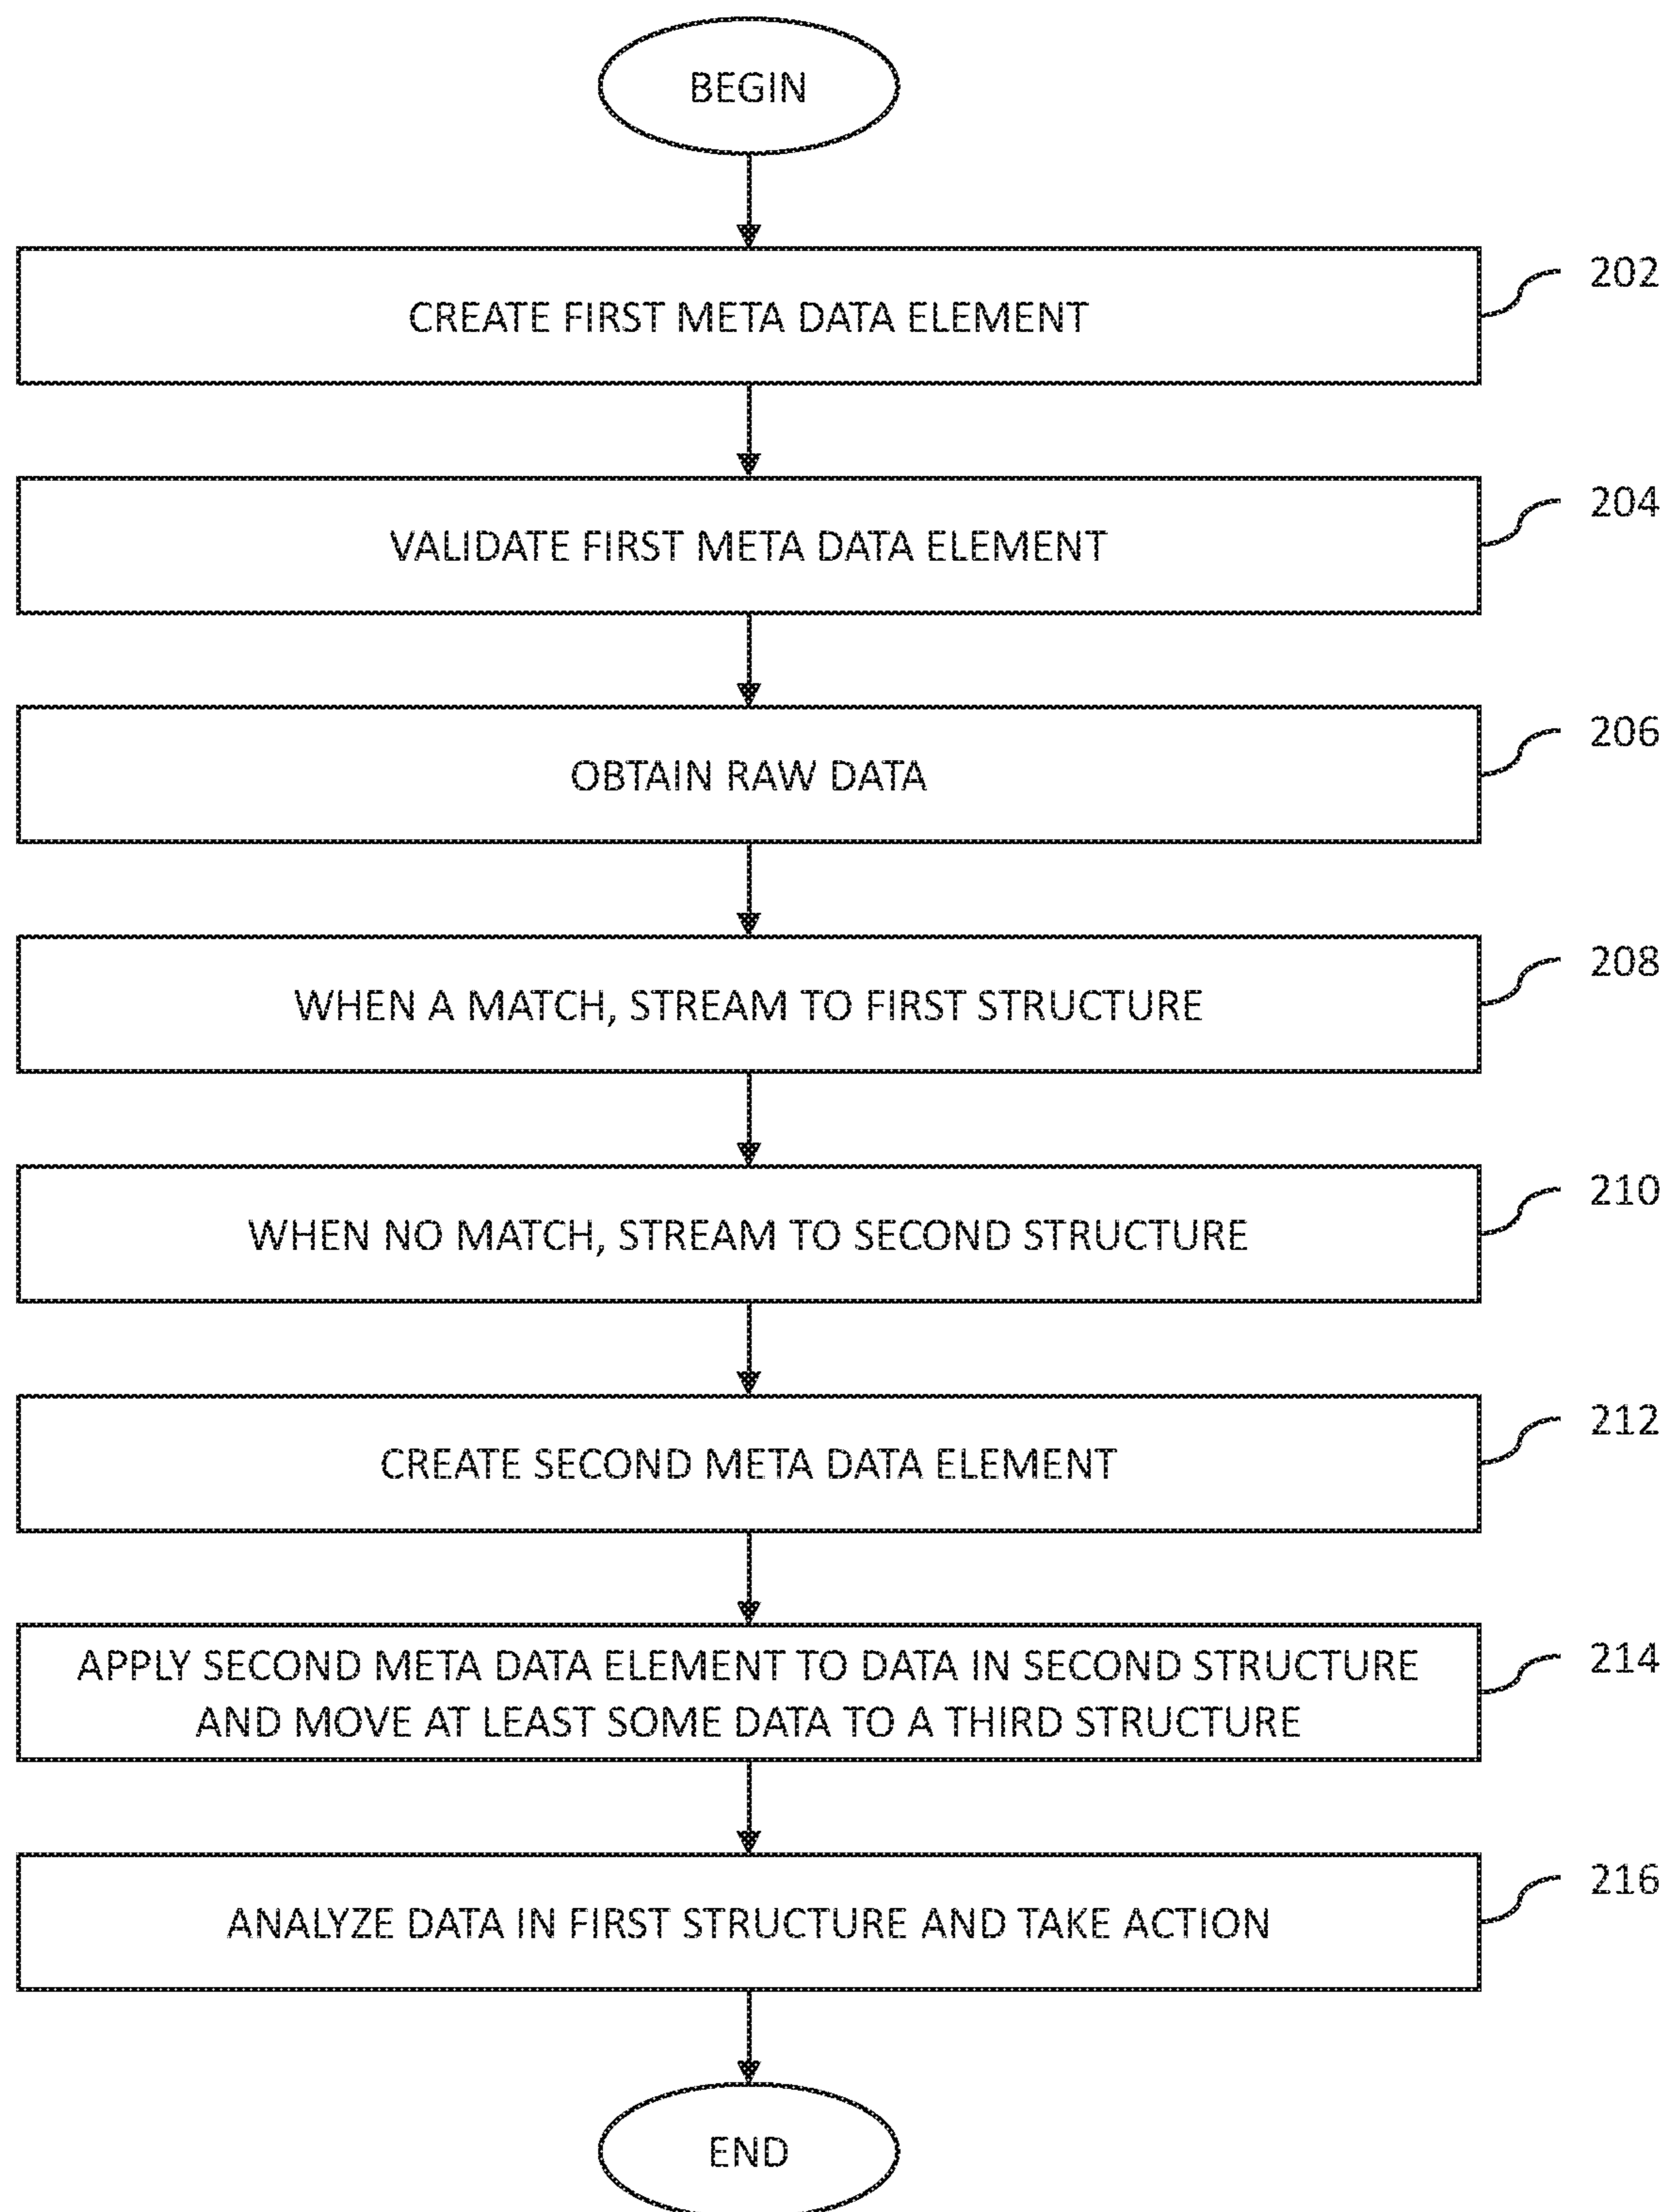 BEGIN
CREATE FIRST META DATA ELEMENT
202
VALIDATE FIRST META DATA ELEMENT
204
OBTAIN RAW DATA
206
WHEN A MATCH, STREAM TO FIRST STRUCTURE
208
WHEN NO MATCH, STREAM TO SECOND STRUCTURE
210
CREATE SECOND META DATA ELEMENT
212
APPLY SECOND META DATA ELEMENT TO DATA IN SECOND STRUCTURE
AND MOVE AT LEAST SOME DATA TO A THIRD STRUCTURE
214
ANALYZE DATA IN FIRST STRUCTURE AND TAKE ACTION
216
END